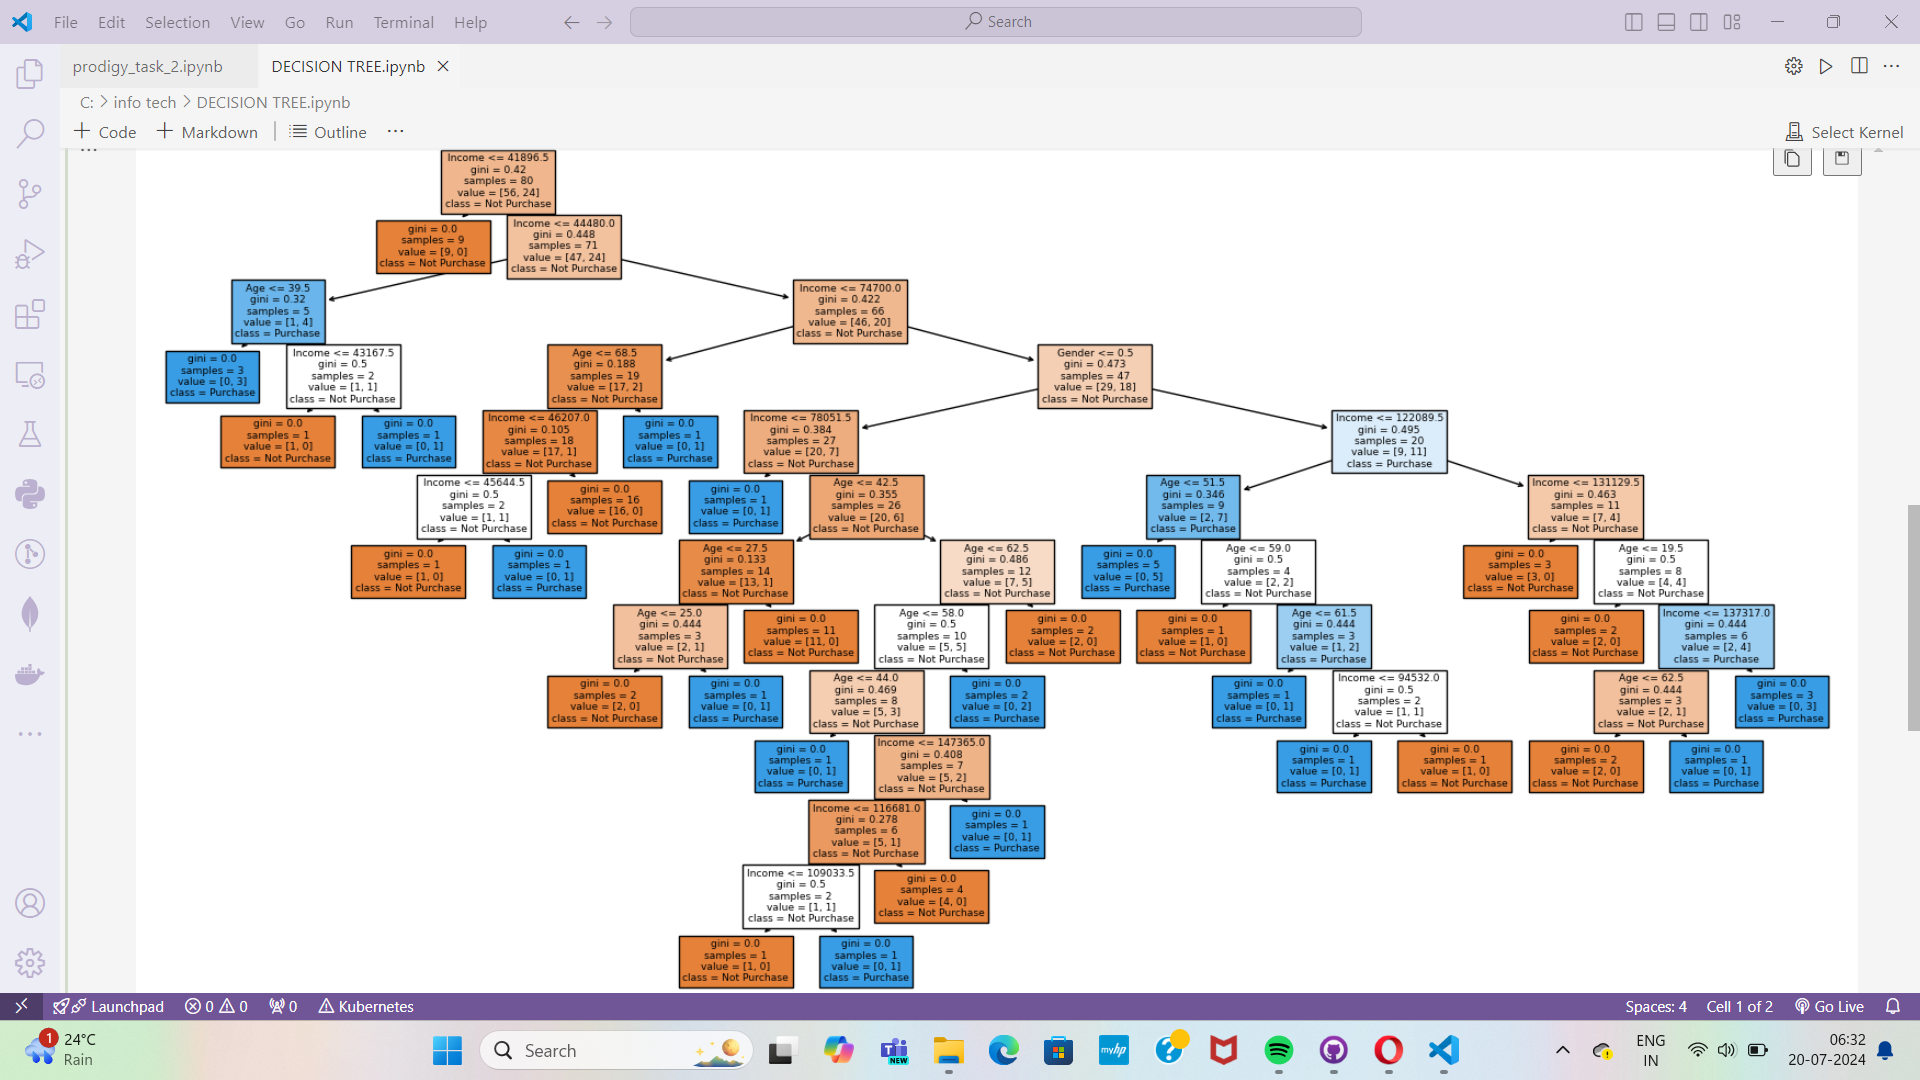 File Edit Selection View Go Run Terminal Help
Search
prodigy_task_2.ipynb
DECISION TREE.ipynb
C: > info tech > DECISION TREE.ipynb
+ Code + Markdown | Outline ...
Select Kernel
Income <= 41896.5
gini = 0.42
samples = 80
value = [56, 24]
class = Not Purchase
gini = 0.0
samples = 9
value = [9, 0]
class = Not Purchase
Income <= 44480.0
gini = 0.448
samples = 71
value = [47, 24]
class = Not Purchase
Age <= 39.5
gini = 0.32
samples = 5
value = [1, 4]
class = Purchase
Income <= 74700.0
gini = 0.422
samples = 66
value = [46, 20]
class = Not Purchase
gini = 0.0
samples = 3
value = [0, 3]
class = Purchase
Income <= 43167.5
gini = 0.5
samples = 2
value = [1, 1]
class = Not Purchase
Age <= 68.5
gini = 0.188
samples = 19
value = [17, 2]
class = Not Purchase
Gender <= 0.5
gini = 0.473
samples = 47
value = [29, 18]
class = Not Purchase
gini = 0.0
samples = 1
value = [1, 0]
class = Not Purchase
gini = 0.0
samples = 1
value = [0, 1]
class = Purchase
Income <= 46207.0
gini = 0.105
samples = 18
value = [17, 1]
class = Not Purchase
gini = 0.0
samples = 1
value = [0, 1]
class = Purchase
Income <= 78051.5
gini = 0.384
samples = 27
value = [20, 7]
class = Not Purchase
Income <= 122089.5
gini = 0.495
samples = 20
value = [9, 11]
class = Purchase
Income <= 45644.5
gini = 0.5
samples = 2
value = [1, 1]
class = Not Purchase
gini = 0.0
samples = 16
value = [16, 0]
class = Not Purchase
gini = 0.0
samples = 1
value = [0, 1]
class = Purchase
Age <= 42.5
gini = 0.355
samples = 26
value = [20, 6]
class = Not Purchase
Age <= 51.5
gini = 0.346
samples = 9
value = [2, 7]
class = Purchase
Income <= 131129.5
gini = 0.463
samples = 11
value = [7, 4]
class = Not Purchase
gini = 0.0
samples = 1
value = [1, 0]
class = Not Purchase
gini = 0.0
samples = 1
value = [0, 1]
class = Purchase
Age <= 27.5
gini = 0.133
samples = 14
value = [13, 1]
class = Not Purchase
Age <= 62.5
gini = 0.486
samples = 12
value = [7, 5]
class = Not Purchase
gini = 0.0
samples = 5
value = [0, 5]
class = Purchase
Age <= 59.0
gini = 0.5
samples = 4
value = [2, 2]
class = Not Purchase
gini = 0.0
samples = 3
value = [3, 0]
class = Not Purchase
Age <= 19.5
gini = 0.5
samples = 8
value = [4, 4]
class = Not Purchase
Age <= 25.0
gini = 0.444
samples = 3
value = [2, 1]
class = Not Purchase
gini = 0.0
samples = 11
value = [11, 0]
class = Not Purchase
Age <= 58.0
gini = 0.5
samples = 10
value = [5, 5]
class = Not Purchase
gini = 0.0
samples = 2
value = [2, 0]
class = Not Purchase
gini = 0.0
samples = 1
value = [1, 0]
class = Not Purchase
Age <= 61.5
gini = 0.444
samples = 3
value = [1, 2]
class = Purchase
gini = 0.0
samples = 2
value = [2, 0]
class = Not Purchase
Income <= 137317.0
gini = 0.444
samples = 6
value = [2, 4]
class = Purchase
gini = 0.0
samples = 2
value = [2, 0]
class = Not Purchase
gini = 0.0
samples = 1
value = [0, 1]
class = Purchase
Age <= 44.0
gini = 0.469
samples = 8
value = [5, 3]
class = Not Purchase
gini = 0.0
samples = 2
value = [0, 2]
class = Purchase
gini = 0.0
samples = 1
value = [0, 1]
class = Purchase
Income <= 94532.0
gini = 0.5
samples = 2
value = [1, 1]
class = Not Purchase
Age <= 62.5
gini = 0.444
samples = 3
value = [2, 1]
class = Not Purchase
gini = 0.0
samples = 3
value = [0, 3]
class = Purchase
gini = 0.0
samples = 1
value = [0, 1]
class = Purchase
Income <= 147365.0
gini = 0.408
samples = 7
value = [5, 2]
class = Not Purchase
gini = 0.0
samples = 1
value = [0, 1]
class = Purchase
gini = 0.0
samples = 1
value = [1, 0]
class = Not Purchase
gini = 0.0
samples = 2
value = [2, 0]
class = Not Purchase
gini = 0.0
samples = 1
value = [0, 1]
class = Purchase
Income <= 116681.0
gini = 0.278
samples = 6
value = [5, 1]
class = Not Purchase
gini = 0.0
samples = 1
value = [0, 1]
class = Purchase
Income <= 109033.5
gini = 0.5
samples = 2
value = [1, 1]
class = Not Purchase
gini = 0.0
samples = 4
value = [4, 0]
class = Not Purchase
gini = 0.0
samples = 1
value = [1, 0]
class = Not Purchase
gini = 0.0
samples = 1
value = [0, 1]
class = Purchase
Launchpad 0 0 0 Kubernetes
Spaces: 4 Cell 1 of 2 Go Live
1
24°C
Rain
Search
NEW
myhp
ENG
IN
06:32
20-07-2024